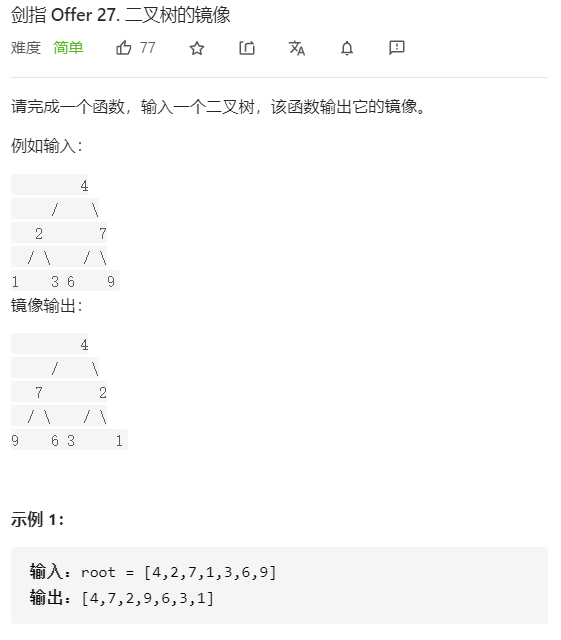 剑指 Offer 27. 二叉树的镜像
难度 简单 77
请完成一个函数，输入一个二叉树，该函数输出它的镜像。
例如输入：
4
/ \
2 7
/ \ / \
1 3 6 9
镜像输出：
4
/ \
7 2
/ \ / \
9 6 3 1
示例 1：
输入：root = [4,2,7,1,3,6,9]
输出：[4,7,2,9,6,3,1]